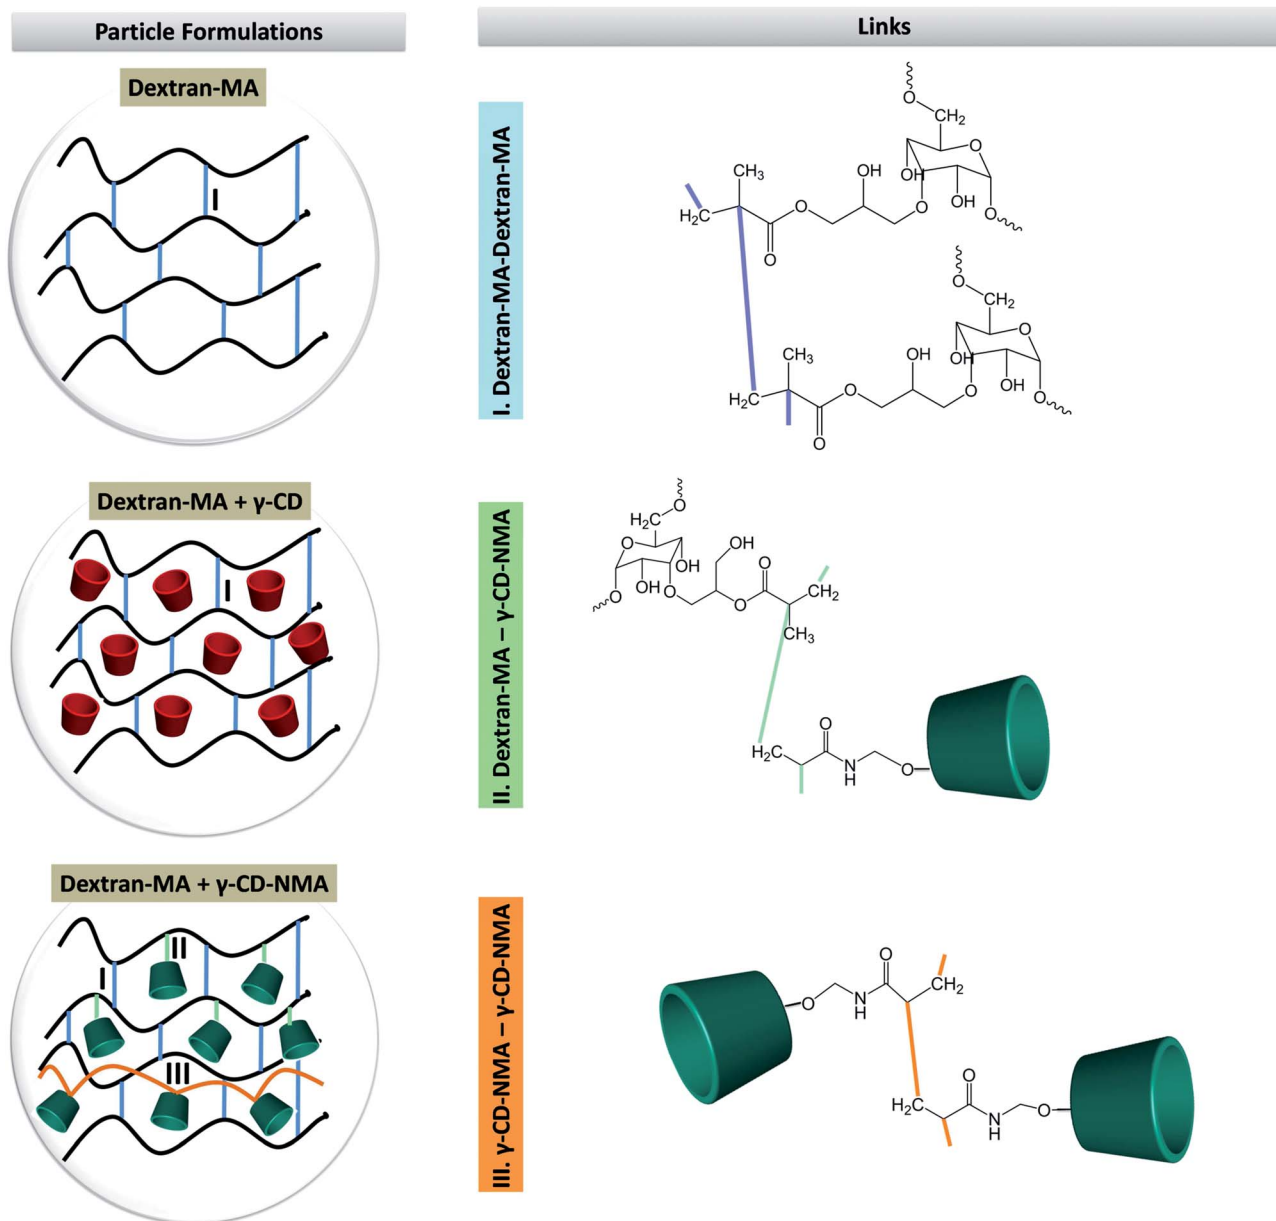 Particle Formulations
Links
Dextran-MA
I
I. Dextran-MA-Dextran-MA
O
CH₂
O
OH
OH
O
O
CH₃
H₂C
O
O
OH
O
CH₂
O
OH
OH
O
O
CH₃
H₂C
O
O
OH
Dextran-MA + γ-CD
I
II. Dextran-MA – γ-CD-NMA
O
H₂C
O
OH
OH
O
O
OH
O
O
CH₂
CH₃
H₂C
O
N
H
O
Dextran-MA + γ-CD-NMA
I
II
III
III. γ-CD-NMA – γ-CD-NMA
O
NH
O
CH₂
H₂C
O
N
H
O